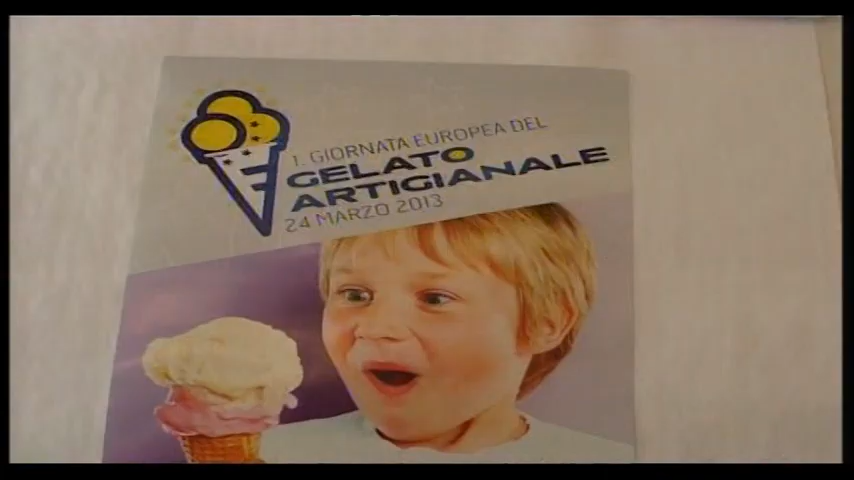 1. GIORNATA EUROPEA DEL
GELATO
ARTIGIANALE
24 MARZO 2013